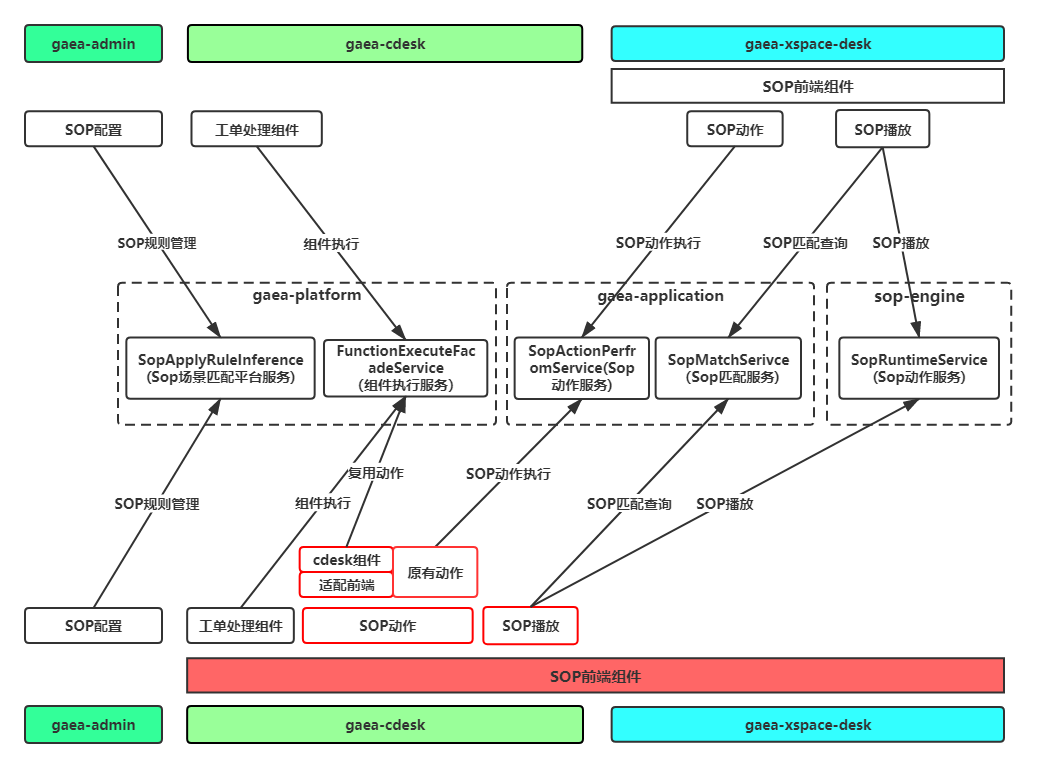 gaea-admin
gaea-cdesk
gaea-xspace-desk
SOP前端组件
SOP配置
工单处理组件
SOP动作
SOP播放
SOP规则管理
组件执行
SOP动作执行
SOP匹配查询
SOP播放
gaea-platform
gaea-application
sop-engine
SopApplyRuleInference
(Sop场景匹配平台服务)
FunctionExecuteFac
adeService
(组件执行服务)
SopActionPerfr
omService(Sop
动作服务)
SopMatchSerivce
(Sop匹配服务)
SopRuntimeService
(Sop动作服务)
复用动作
SOP动作执行
SOP规则管理
组件执行
SOP匹配查询
SOP播放
cdesk组件
适配前端
原有动作
SOP配置
工单处理组件
SOP动作
SOP播放
SOP前端组件
gaea-admin
gaea-cdesk
gaea-xspace-desk